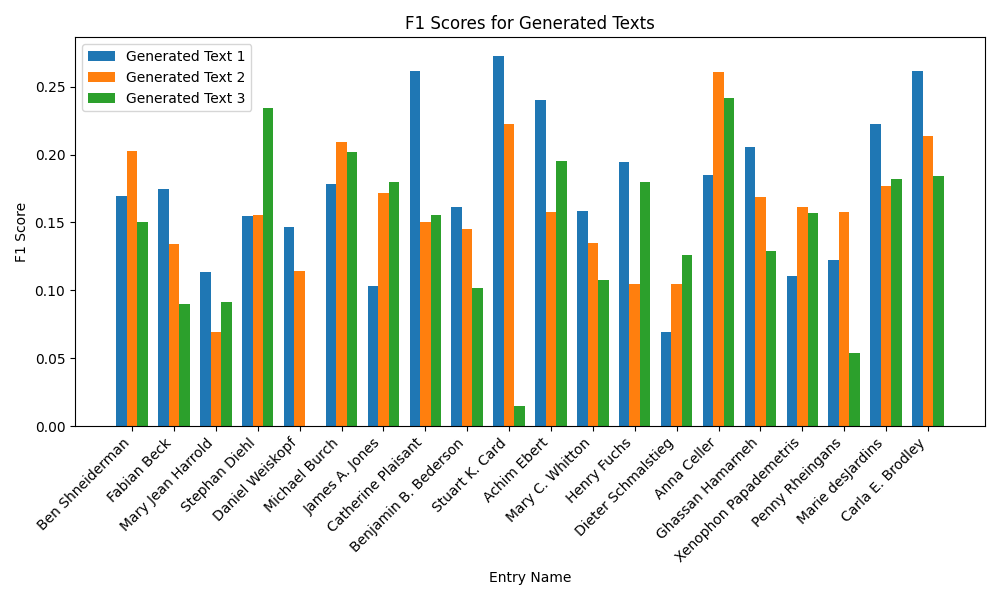 F1 Scores for Generated Texts
Generated Text 1
Generated Text 2
Generated Text 3
F1 Score
0.25
0.20
0.15
0.10
0.05
0.00
Ben Shneiderman
Fabian Beck
Mary Jean Harrold
Stephan Diehl
Daniel Weiskopf
Michael Burch
James A. Jones
Catherine Plaisant
Benjamin B. Bederson
Stuart K. Card
Achim Ebert
Mary C. Whitton
Henry Fuchs
Dieter Schmalstieg
Anna Celler
Ghassan Hamarneh
Xenophon Papademetris
Penny Rheingans
Marie desJardins
Carla E. Brodley
Entry Name